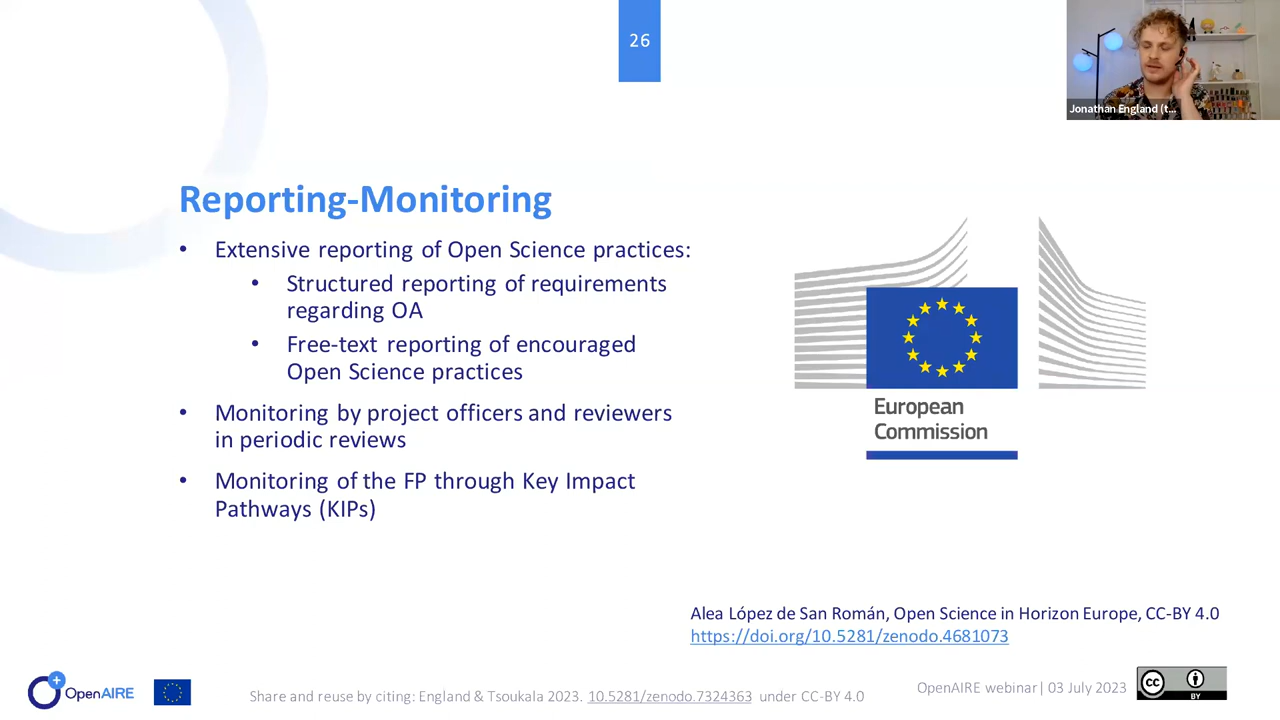 26
Jonathan England (t...
Reporting-Monitoring
• Extensive reporting of Open Science practices:
• Structured reporting of requirements
regarding OA
• Free-text reporting of encouraged
Open Science practices
• Monitoring by project officers and reviewers
in periodic reviews
• Monitoring of the FP through Key Impact
Pathways (KIPs)
European
Commission
Alea López de San Román, Open Science in Horizon Europe, CC-BY 4.0
https://doi.org/10.5281/zenodo.4681073
OpenAIRE
Share and reuse by citing: England & Tsoukala 2023. 10.5281/zenodo.7324363 under CC-BY 4.0
OpenAIRE webinar| 03 July 2023
cc
BY